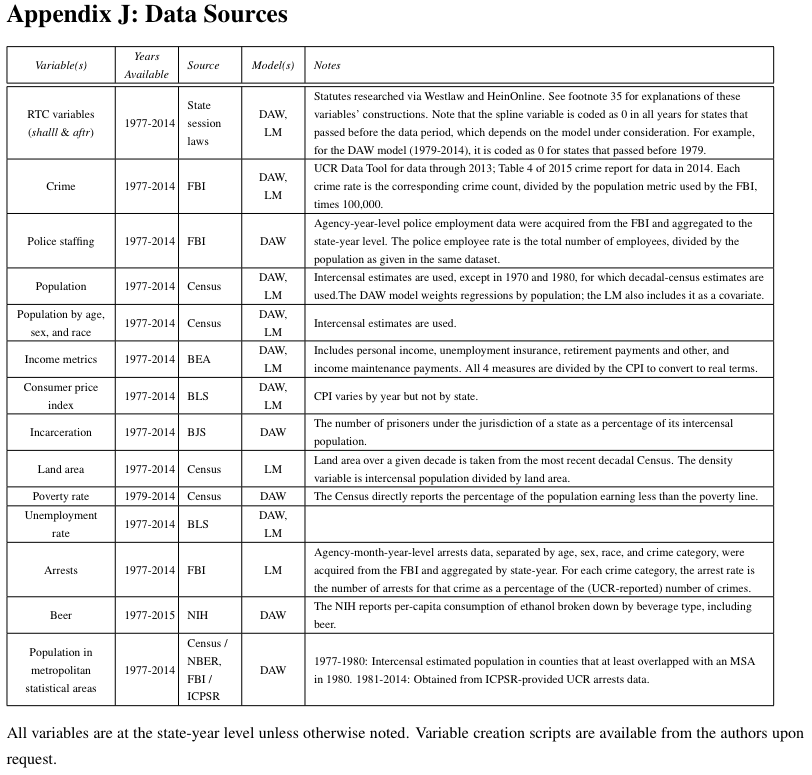 Appendix J: Data Sources
Variable(s) Years Available Source Model(s) Notes
RTC variables (shalll & aftr) 1977-2014 State session laws DAW, LM Statutes researched via Westlaw and HeinOnline. See footnote 35 for explanations of these
variables' constructions. Note that the spline variable is coded as 0 in all years for states that
passed before the data period, which depends on the model under consideration. For example,
for the DAW model (1979-2014), it is coded as 0 for states that passed before 1979.
Crime 1977-2014 FBI DAW, LM UCR Data Tool for data through 2013; Table 4 of 2015 crime report for data in 2014. Each
crime rate is the corresponding crime count, divided by the population metric used by the FBI,
times 100,000.
Police staffing 1977-2014 FBI DAW Agency-year-level police employment data were acquired from the FBI and aggregated to the
state-year level. The police employee rate is the total number of employees, divided by the
population as given in the same dataset.
Population 1977-2014 Census DAW, LM Intercensal estimates are used, except in 1970 and 1980, for which decadal-census estimates are
used.The DAW model weights regressions by population; the LM also includes it as a covariate.
Population by age, sex, and race 1977-2014 Census DAW, LM Intercensal estimates are used.
Income metrics 1977-2014 BEA DAW, LM Includes personal income, unemployment insurance, retirement payments and other, and
income maintenance payments. All 4 measures are divided by the CPI to convert to real terms.
Consumer price index 1977-2014 BLS DAW, LM CPI varies by year but not by state.
Incarceration 1977-2014 BJS DAW The number of prisoners under the jurisdiction of a state as a percentage of its intercensal
population.
Land area 1977-2014 Census LM Land area over a given decade is taken from the most recent decadal Census. The density
variable is intercensal population divided by land area.
Poverty rate 1979-2014 Census DAW The Census directly reports the percentage of the population earning less than the poverty line.
Unemployment rate 1977-2014 BLS DAW, LM
Arrests 1977-2014 FBI LM Agency-month-year-level arrests data, separated by age, sex, race, and crime category, were
acquired from the FBI and aggregated by state-year. For each crime category, the arrest rate is
the number of arrests for that crime as a percentage of the (UCR-reported) number of crimes.
Beer 1977-2015 NIH DAW The NIH reports per-capita consumption of ethanol broken down by beverage type, including
beer.
Population in metropolitan statistical areas 1977-2014 Census / NBER, FBI / ICPSR DAW 1977-1980: Intercensal estimated population in counties that at least overlapped with an MSA
in 1980. 1981-2014: Obtained from ICPSR-provided UCR arrests data.
All variables are at the state-year level unless otherwise noted. Variable creation scripts are available from the authors upon
request.